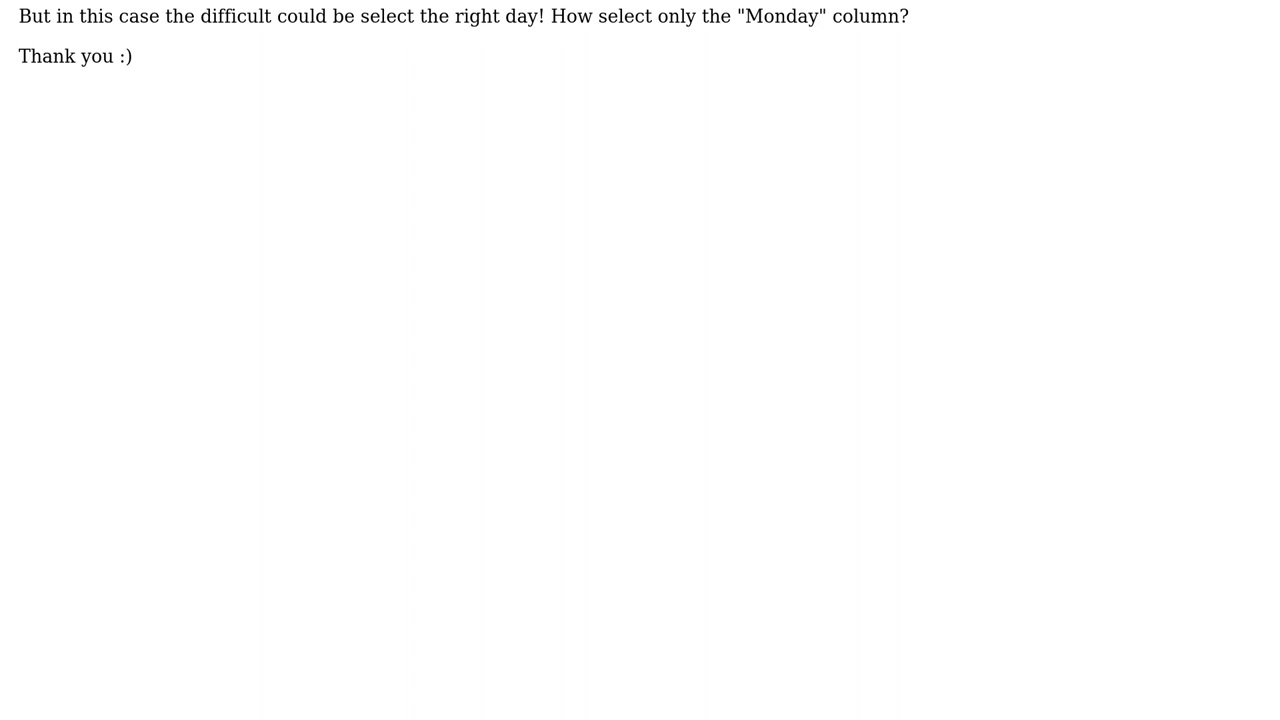 But in this case the difficult could be select the right day! How select only the "Monday" column?
Thank you :)